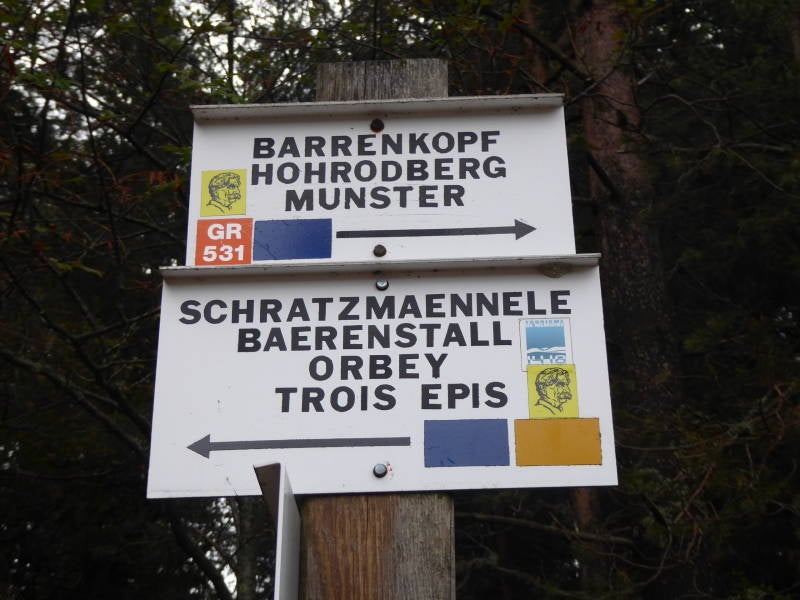 BARRENKOPF
HOHRODBERG
MUNSTER
GR
531
SCHRATZMAENNELE
BAERENSTALL
ORBEY
TROIS EPIS